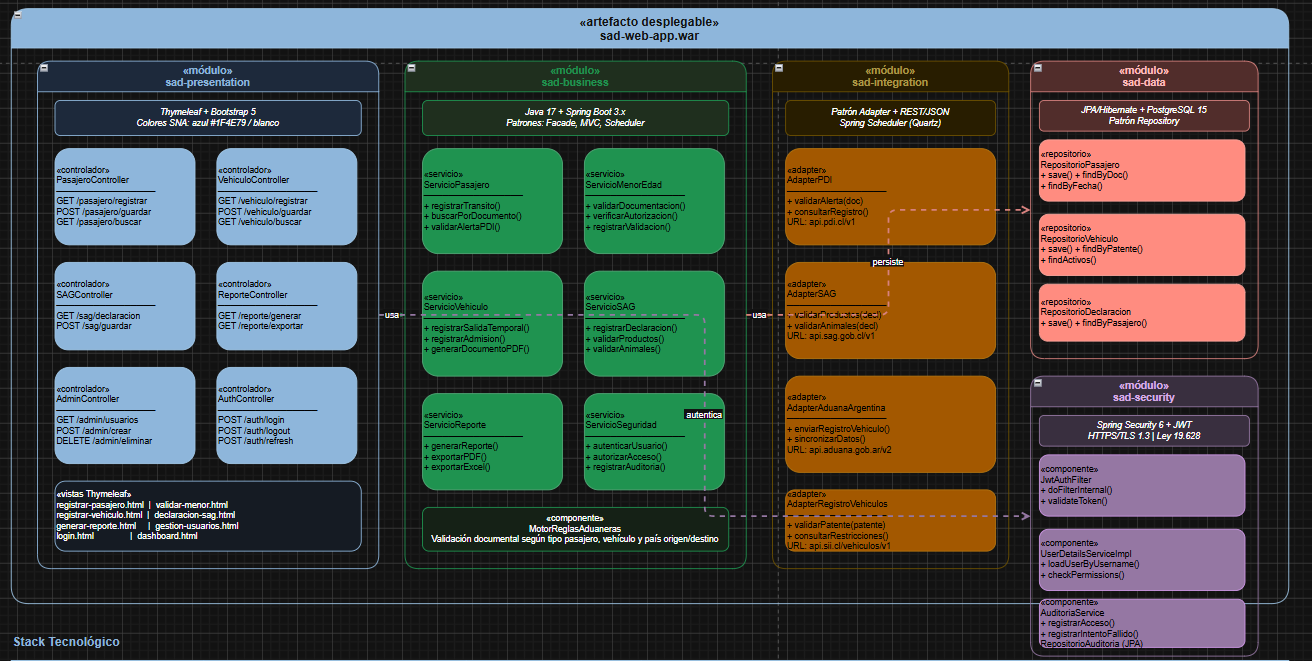 «artefacto desplegable»
sad-web-app.war
«módulo»
sad-presentation
Thymeleaf + Bootstrap 5
Colores SNA: azul #1F4E79 / blanco
«controlador»
PasajeroController
GET /pasajero/registrar
POST /pasajero/guardar
GET /pasajero/buscar
«controlador»
VehiculoController
GET /vehiculo/registrar
POST /vehiculo/guardar
GET /vehiculo/buscar
«controlador»
SAGController
GET /sag/declaracion
POST /sag/guardar
«controlador»
ReporteController
GET /reporte/generar
GET /reporte/exportar
«controlador»
AdminController
GET /admin/usuarios
POST /admin/crear
DELETE /admin/eliminar
«controlador»
AuthController
POST /auth/login
POST /auth/logout
POST /auth/refresh
«vistas Thymeleaf»
registrar-pasajero.html | validar-menor.html
registrar-vehiculo.html | declaracion-sag.html
generar-reporte.html | gestion-usuarios.html
login.html | dashboard.html
usa
«módulo»
sad-business
Java 17 + Spring Boot 3.x
Patrones: Facade, MVC, Scheduler
«servicio»
ServicioPasajero
+ registrarTransito()
+ buscarPorDocumento()
+ validarAlertaPDI()
«servicio»
ServicioMenorEdad
+ validarDocumentacion()
+ verificarAutorizacion()
+ registrarValidacion()
«servicio»
ServicioVehiculo
+ registrarSalidaTemporal()
+ registrarAdmision()
+ generarDocumentoPDF()
«servicio»
ServicioSAG
+ registrarDeclaracion()
+ validarProductos()
+ validarAnimales()
«servicio»
ServicioReporte
+ generarReporte()
+ exportarPDF()
+ exportarExcel()
«servicio»
ServicioSeguridad
+ autenticarUsuario()
+ autorizarAcceso()
+ registrarAuditoria()
autentica
«componente»
MotorReglasAduaneras
Validación documental según tipo pasajero, vehículo y país origen/destino
usa
«módulo»
sad-integration
Patrón Adapter + REST/JSON
Spring Scheduler (Quartz)
«adapter»
AdapterPDI
+ validarAlerta(doc)
+ consultarRegistro()
URL: api.pdi.cl/v1
persiste
«adapter»
AdapterSAG
+ validarProductos(decl)
+ validarAnimales(decl)
URL: api.sag.gob.cl/v1
«adapter»
AdapterAduanaArgentina
+ enviarRegistroVehiculo()
+ sincronizarDatos()
URL: api.aduana.gob.ar/v2
«adapter»
AdapterRegistroVehiculos
+ validarPatente(patente)
+ consultarRestricciones()
URL: api.sii.cl/vehiculos/v1
«módulo»
sad-data
JPA/Hibernate + PostgreSQL 15
Patrón Repository
«repositorio»
RepositorioPasajero
+ save() + findByDoc()
+ findByFecha()
«repositorio»
RepositorioVehiculo
+ save() + findByPatente()
+ findActivos()
«repositorio»
RepositorioDeclaracion
+ save() + findByPasajero()
«módulo»
sad-security
Spring Security 6 + JWT
HTTPS/TLS 1.3 | Ley 19.628
«componente»
JwtAuthFilter
+ doFilterInternal()
+ validateToken()
«componente»
UserDetailsServiceImpl
+ loadUserByUsername()
+ checkPermissions()
«componente»
AuditoriaService
+ registrarAcceso()
+ registrarIntentoFallido()
RepositorioAuditoria (JPA)
Stack Tecnológico